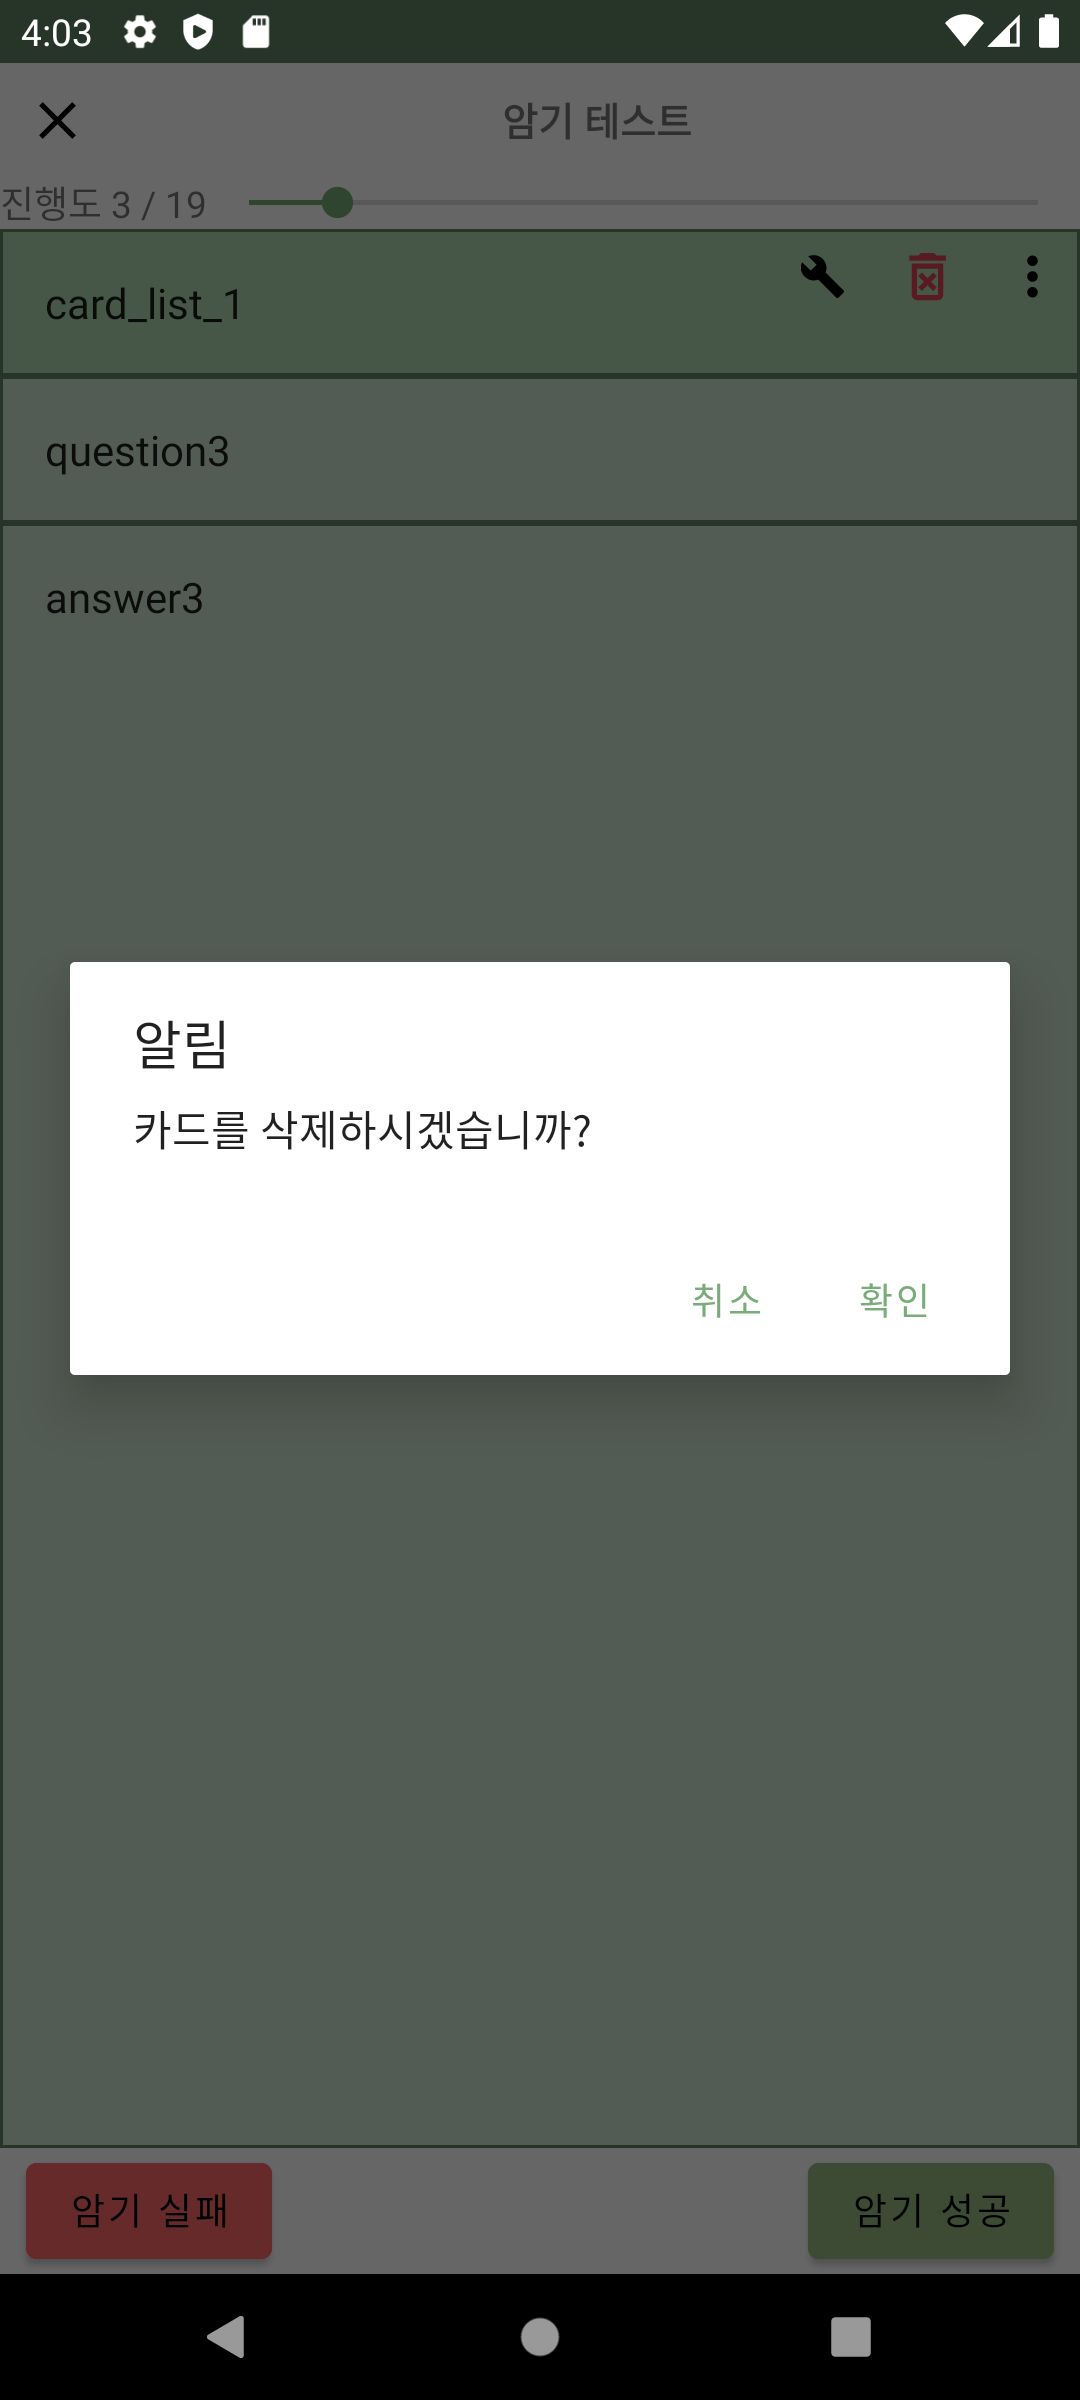 4:03
암기 테스트
진행도 3 / 19
card_list_1
question3
answer3
알림
카드를 삭제하시겠습니까?
취소 확인
암기 실패 암기 성공